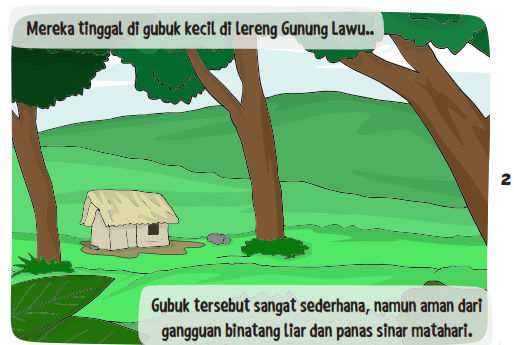 Mereka tinggal di gubuk kecil di lereng Gunung Lawu..
2
Gubuk tersebut sangat sederhana, namun aman dari
gangguan binatang liar dan panas sinar matahari.